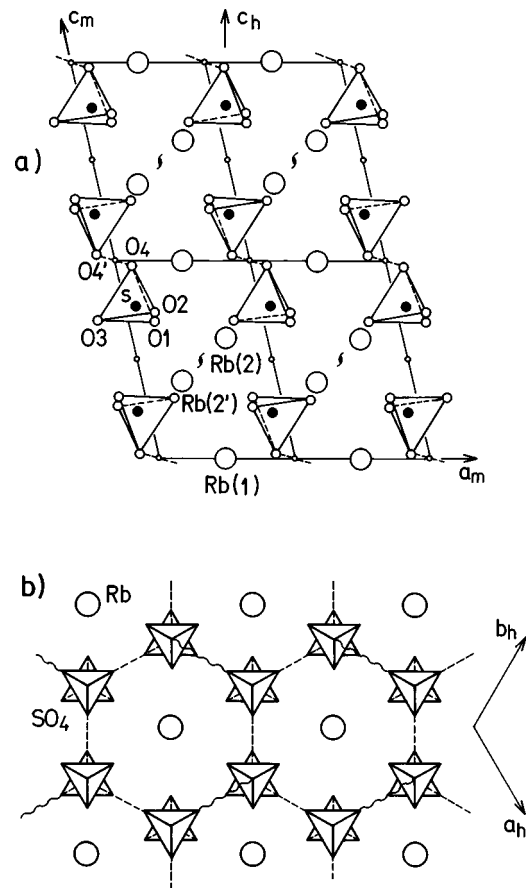 c_m
c_h
a)
O4
O4'
S
O2
O3
O1
Rb(2)
Rb(2')
Rb(1)
a_m
b)
Rb
b_h
SO₄
a_h